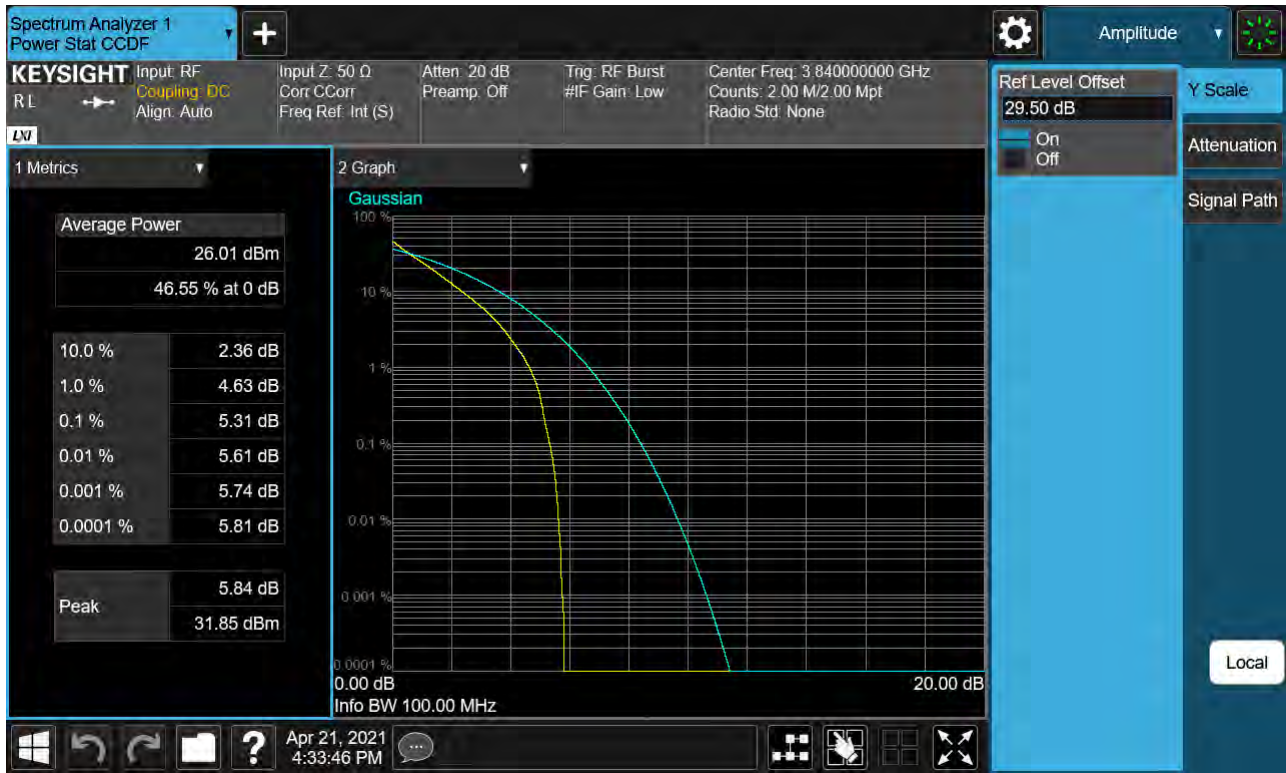 Spectrum Analyzer 1
Power Stat CCDF
Amplitude
KEYSIGHT
RL
LXI
Input: RF
Coupling: DC
Align: Auto
Input Z: 50 Ω
Corr CCorr
Freq Ref: Int (S)
Atten: 20 dB
Preamp: Off
Trig: RF Burst
#IF Gain: Low
Center Freq: 3.840000000 GHz
Counts: 2.00 M/2.00 Mpt
Radio Std: None
Ref Level Offset
29.50 dB
On
Off
Y Scale
Attenuation
Signal Path
Local
1 Metrics
Average Power
26.01 dBm
46.55 % at 0 dB
10.0 % 2.36 dB
1.0 % 4.63 dB
0.1 % 5.31 dB
0.01 % 5.61 dB
0.001 % 5.74 dB
0.0001 % 5.81 dB
Peak
5.84 dB
31.85 dBm
2 Graph
Gaussian
100 %
10 %
1 %
0.1 %
0.01 %
0.001 %
0.0001 %
0.00 dB 20.00 dB
Info BW 100.00 MHz
?
Apr 21, 2021
4:33:46 PM